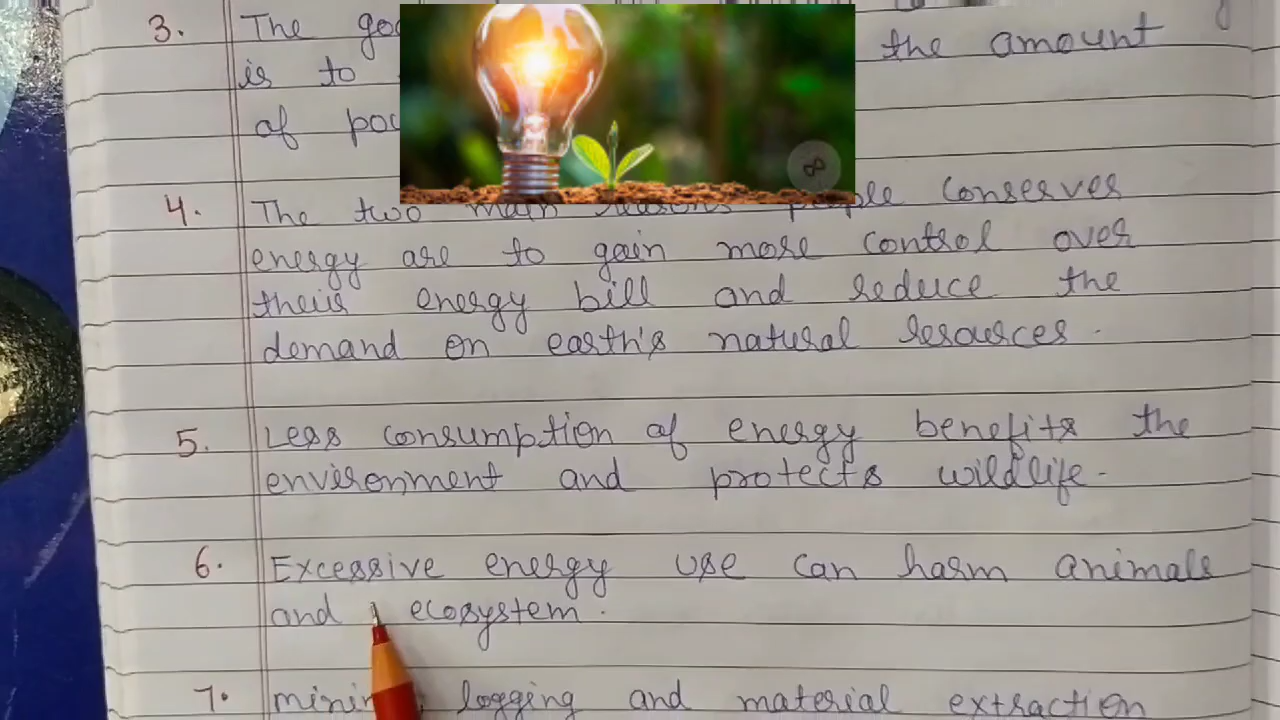 3. The the amount
is to
of
4. The two main reasons people conserves
energy are to gain more control over
their energy bill and reduce the
demand on earth's natural resources.
5. Less consumption of energy benefits the
environment and protects wildlife.
6. Excessive energy use can harm animals
and ecosystem.
7. logging and material extraction